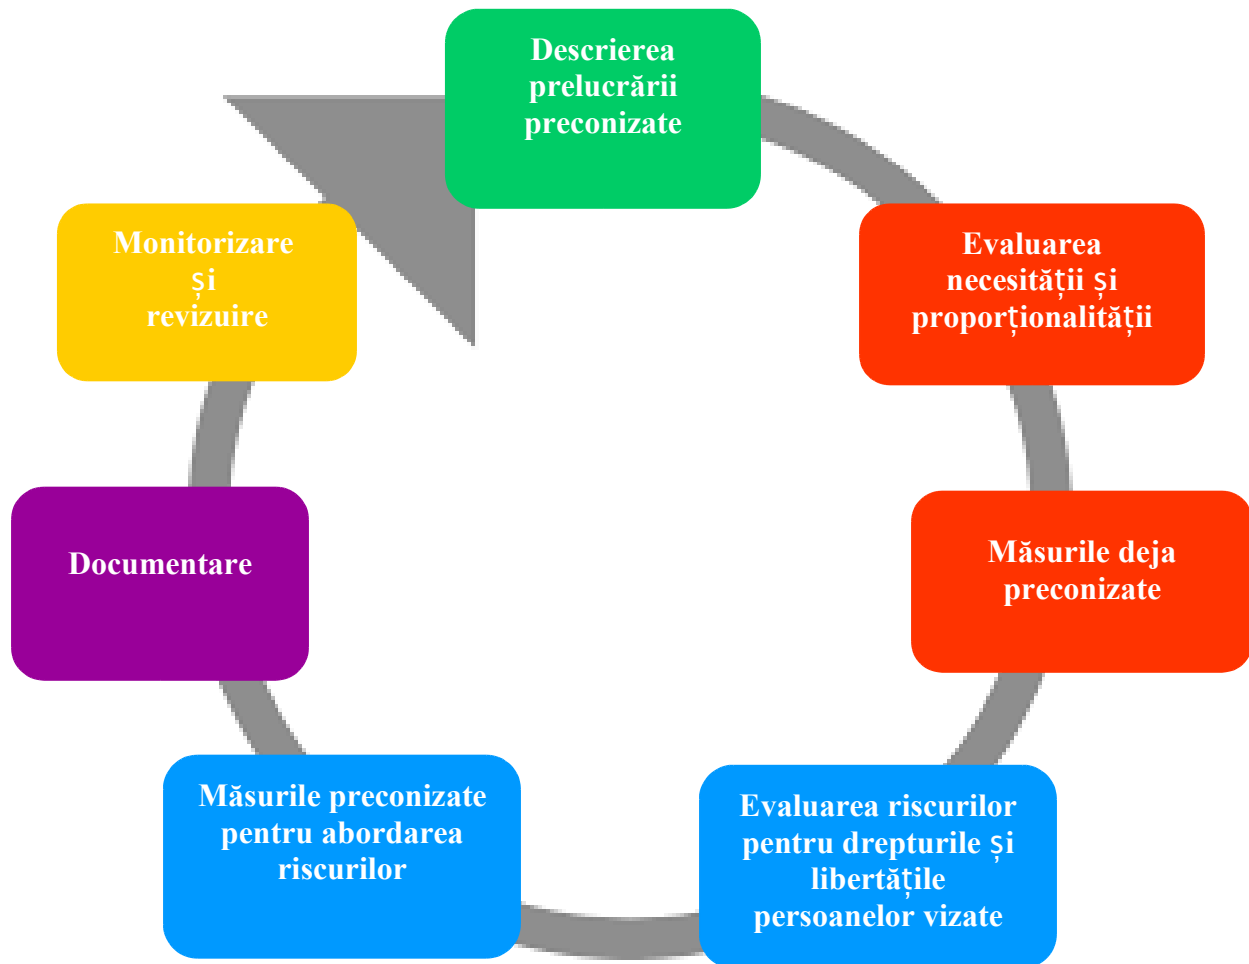 Descrierea
prelucrării
preconizate
Evaluarea
necesității și
proporționalității
Măsurile deja
preconizate
Evaluarea riscurilor
pentru drepturile și
libertățile
persoanelor vizate
Măsurile preconizate
pentru abordarea
riscurilor
Documentare
Monitorizare
și
revizuire